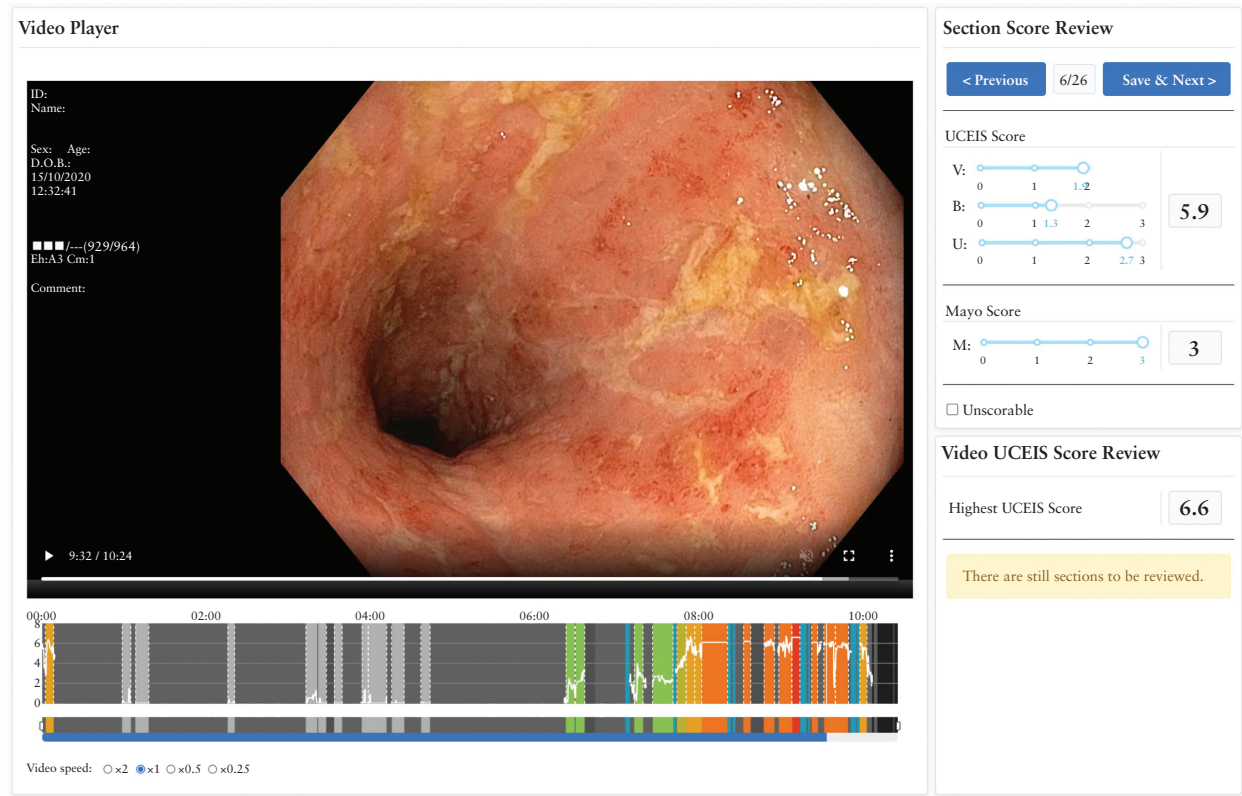 Video Player
ID:
Name:
Sex: Age:
D.O.B.:
15/10/2020
12:32:41
■■■/---(929/964)
Eh:A3 Cm:1
Comment:
9:32 / 10:24
00:00 02:00 04:00 06:00 08:00 10:00
8
6
4
2
0
Video speed: ×2 ×1 ×0.5 ×0.25
Section Score Review
< Previous 6/26 Save & Next >
UCEIS Score
V:
0 1 1.9 2
B:
0 1 1.3 2 3
U:
0 1 2 2.7 3
5.9
Mayo Score
M:
0 1 2 3
3
Unscorable
Video UCEIS Score Review
Highest UCEIS Score 6.6
There are still sections to be reviewed.